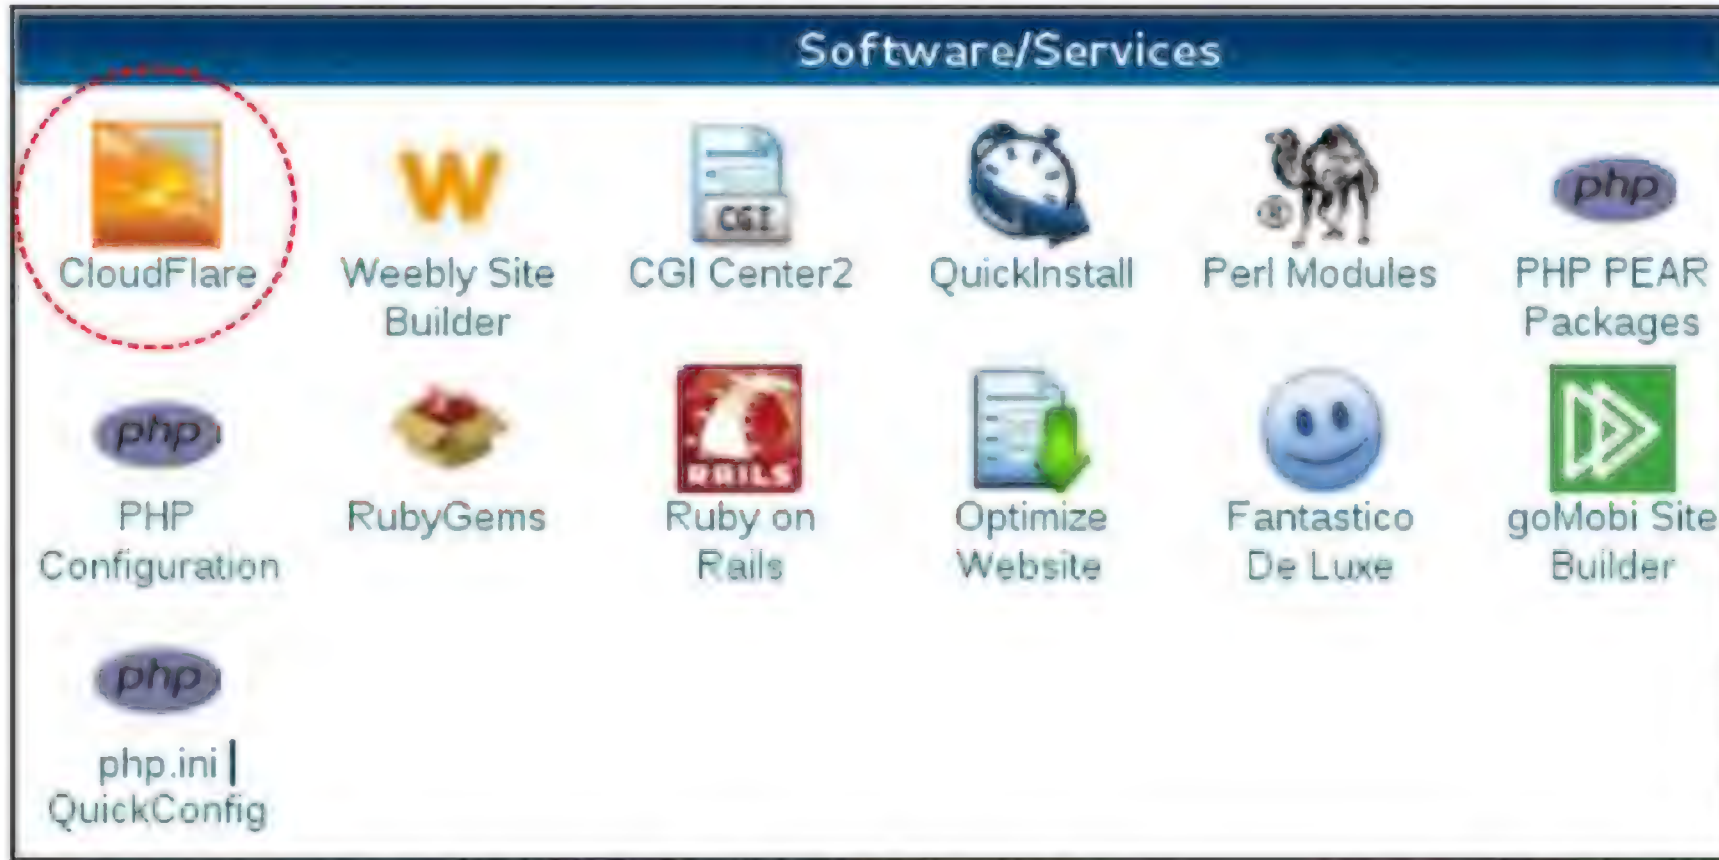 Software/Services
CloudFlare
W
Weebly Site
Builder
CGI
CGI Center2
QuickInstall
®
Perl Modules
php
PHP PEAR
Packages
php
PHP
Configuration
RubyGems
RAILS
Ruby on
Rails
Optimize
Website
Fantastico
De Luxe
goMobi Site
Builder
php
php.ini |
QuickConfig